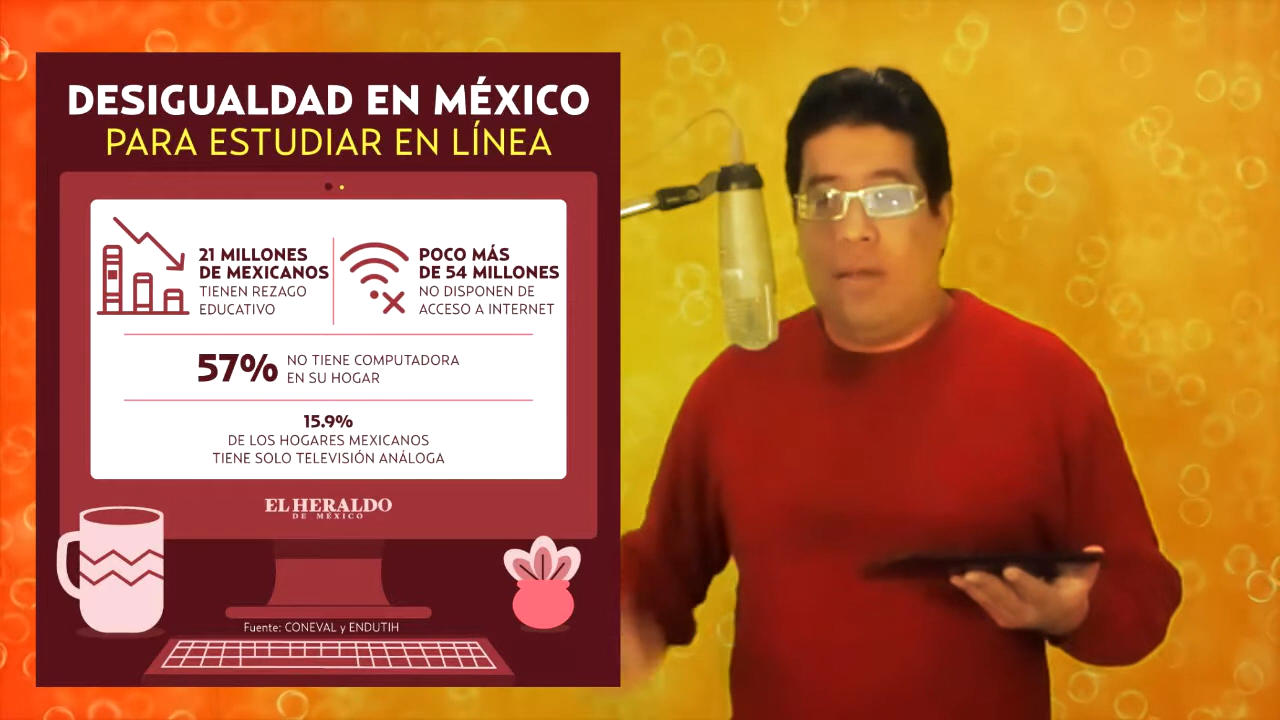 DESIGUALDAD EN MÉXICO
PARA ESTUDIAR EN LÍNEA
21 MILLONES
DE MEXICANOS
TIENEN REZAGO
EDUCATIVO
POCO MÁS
DE 54 MILLONES
NO DISPONEN DE
ACCESO A INTERNET
57%
NO TIENE COMPUTADORA
EN SU HOGAR
15.9%
DE LOS HOGARES MEXICANOS
TIENE SOLO TELEVISIÓN ANÁLOGA
EL HERALDO
DE MÉXICO
Fuente: CONEVAL y ENDUTIH